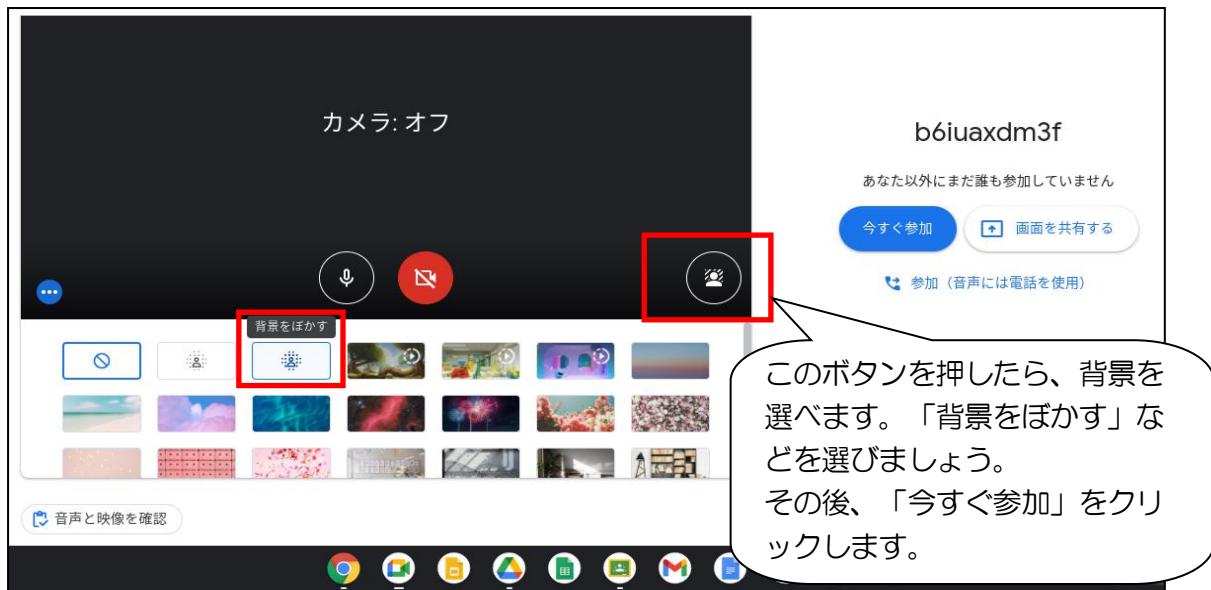 カメラ: オフ
背景をぼかす
音声と映像を確認
b6iuaxdm3f
あなた以外にまだ誰も参加していません
今すぐ参加
画面を共有する
参加（音声には電話を使用）
このボタンを押したら、背景を
選べます。「背景をぼかす」な
どを選びましょう。
その後、「今すぐ参加」をクリ
ックします。